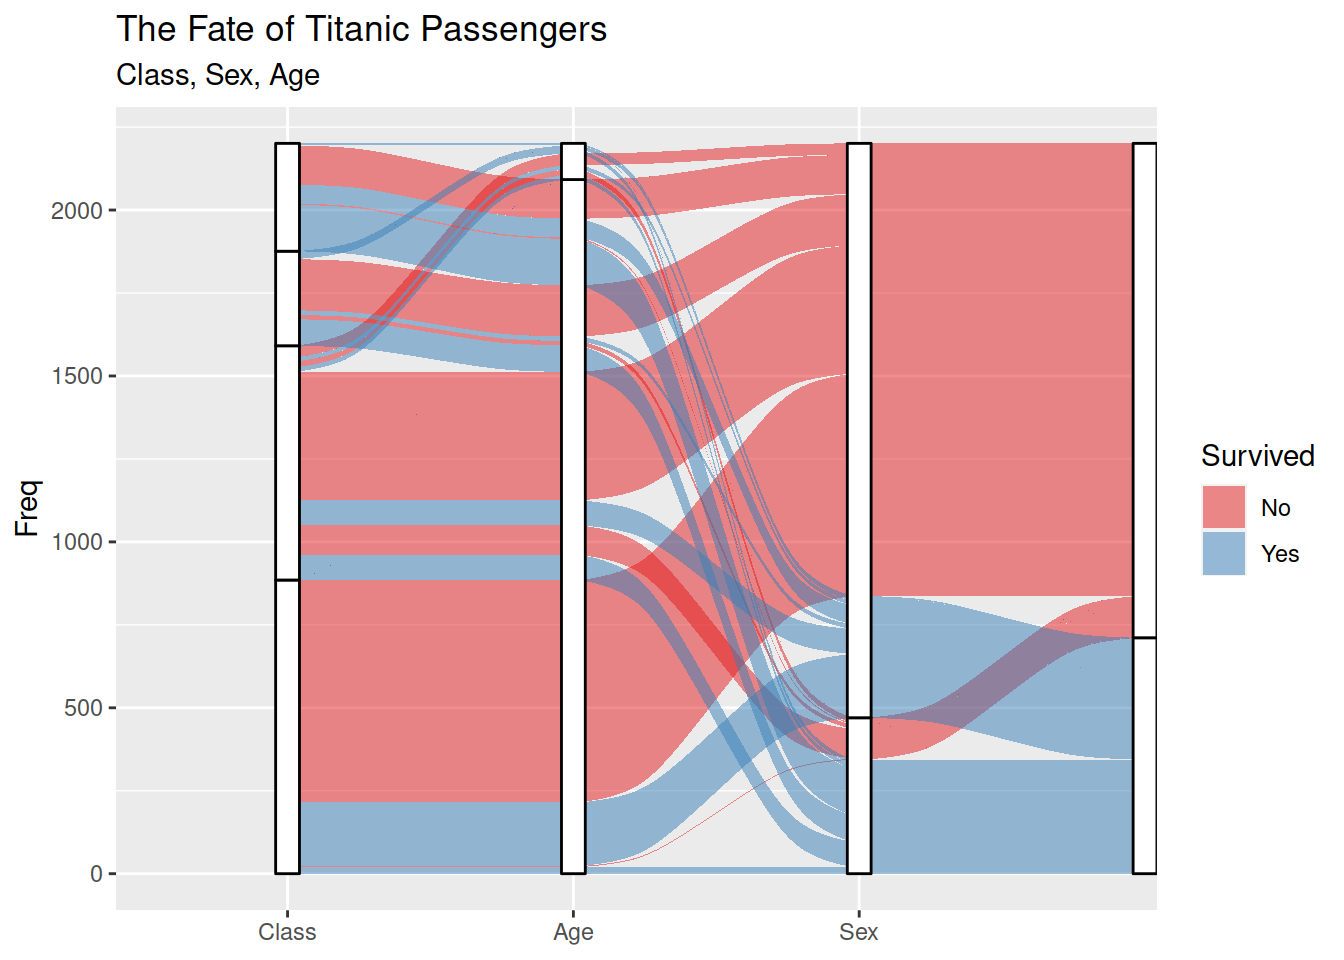 The Fate of Titanic Passengers
Class, Sex, Age
Freq
2000
1500
1000
500
0
Class
Age
Sex
Survived
No
Yes